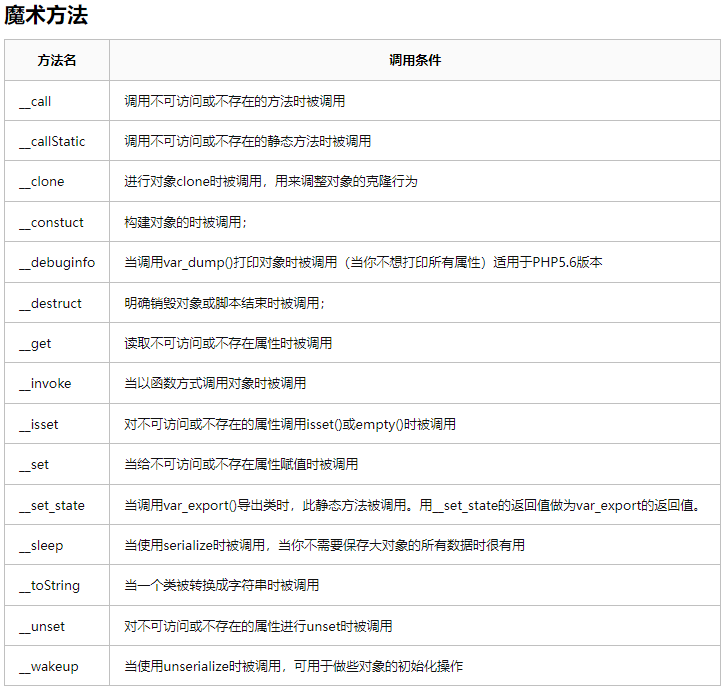 魔术方法
方法名 调用条件
__call 调用不可访问或不存在的方法时被调用
__callStatic 调用不可访问或不存在的静态方法时被调用
__clone 进行对象clone时被调用，用来调整对象的克隆行为
__constuct 构建对象的时被调用；
__debuginfo 当调用var_dump()打印对象时被调用（当你不想打印所有属性）适用于PHP5.6版本
__destruct 明确销毁对象或脚本结束时被调用；
__get 读取不可访问或不存在属性时被调用
__invoke 当以函数方式调用对象时被调用
__isset 对不可访问或不存在的属性调用isset()或empty()时被调用
__set 当给不可访问或不存在属性赋值时被调用
__set_state 当调用var_export()导出类时，此静态方法被调用。用__set_state的返回值做为var_export的返回值。
__sleep 当使用serialize时被调用，当你不需要保存大对象的所有数据时很有用
__toString 当一个类被转换成字符串时被调用
__unset 对不可访问或不存在的属性进行unset时被调用
__wakeup 当使用unserialize时被调用，可用于做些对象的初始化操作